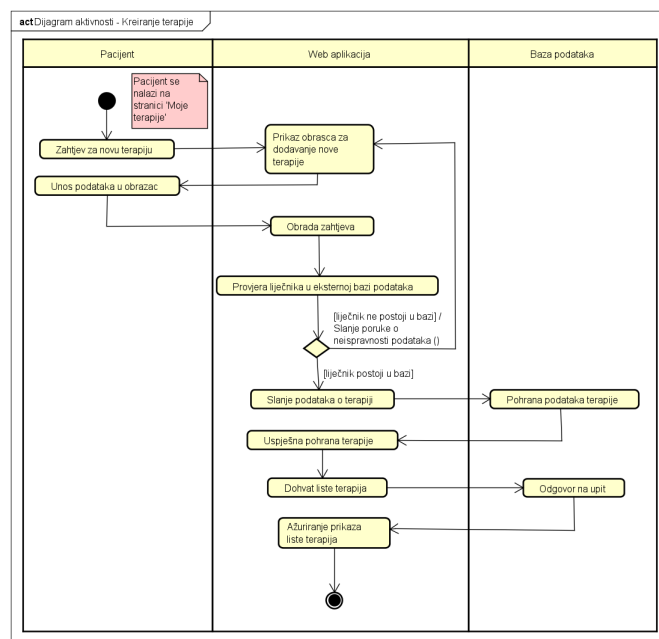 act Dijagram aktivnosti - Kreiranje terapije
Pacijent
Web aplikacija
Baza podataka
Pacijent se
nalazi na
stranici 'Moje
terapije'
Zahtjev za novu terapiju
Prikaz obrasca za
dodavanje nove
terapije
Unos podataka u obrazac
Obrada zahtjeva
Provjera liječnika u eksternoj bazi podataka
[liječnik ne postoji u bazi] /
Slanje poruke o
neispravnosti podataka ()
[liječnik postoji u bazi]
Slanje podataka o terapiji
Pohrana podataka terapije
Uspješna pohrana terapije
Dohvat liste terapija
Odgovor na upit
Ažuriranje prikaza
liste terapija